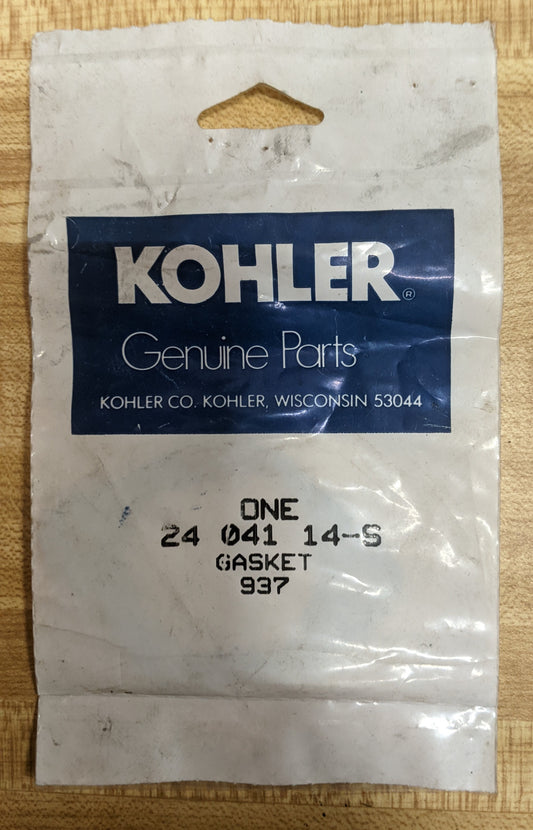 KOHLER®
Genuine Parts
KOHLER CO. KOHLER, WISCONSIN 53044
ONE
24 041 14-S
GASKET
937